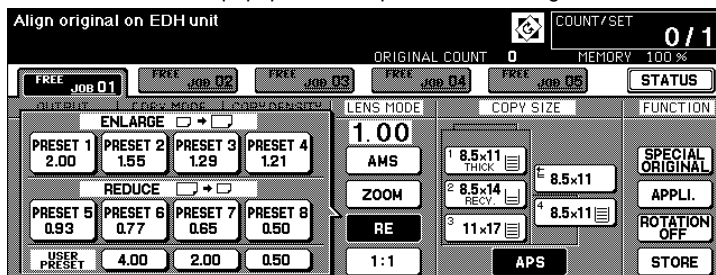 Align original on EDH unit
COUNT/SET
0/1
ORIGINAL COUNT 0 MEMORY 100%
FREE JOB 01 FREE JOB 02 FREE JOB 03 FREE JOB 04 FREE JOB 05 STATUS
OUTPUT COPY MODE COPY DENSITY LENS MODE COPY SIZE FUNCTION
ENLARGE
PRESET 1 2.00 PRESET 2 1.55 PRESET 3 1.29 PRESET 4 1.21
REDUCE
PRESET 5 0.93 PRESET 6 0.77 PRESET 7 0.65 PRESET 8 0.50
USER PRESET 4.00 2.00 0.50
1.00
AMS
ZOOM
RE
1:1
1 8.5x11 THICK
2 8.5x14 RECY.
3 11x17
8.5x11
4 8.5x11
APS
SPECIAL ORIGINAL
APPLI.
ROTATION OFF
STORE